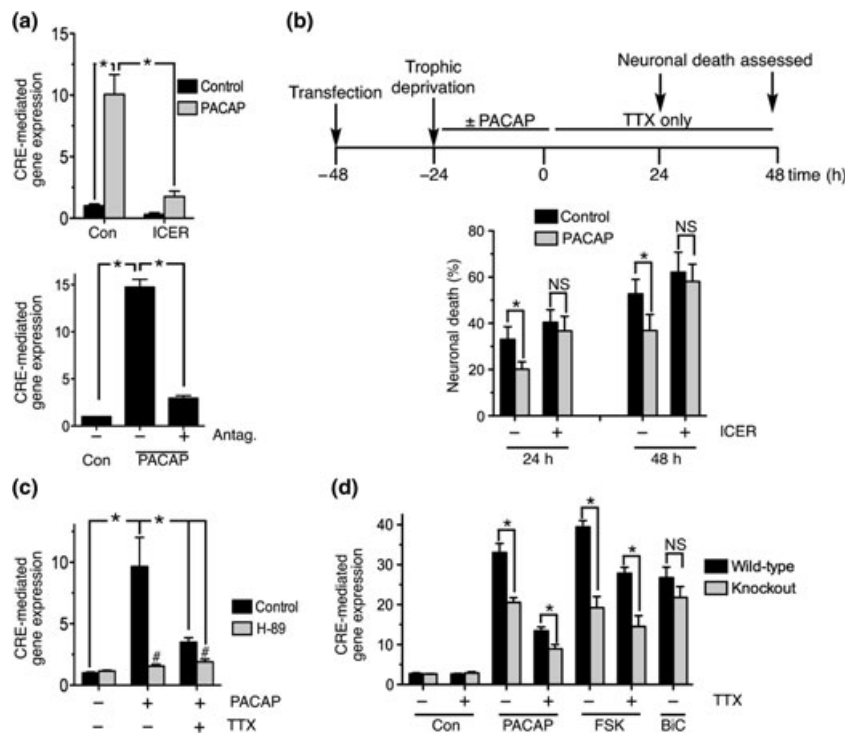 (a)
CRE-mediated
gene expression
15
10
5
0
* *
Control
PACAP
Con ICER
CRE-mediated
gene expression
15
10
5
0
* *
– – + Antag.
Con PACAP
(b)
Neuronal death assessed
Trophic
deprivation
Transfection
± PACAP TTX only
–48 –24 0 24 48 time (h)
Control
PACAP
Neuronal death (%)
80
60
40
20
0
* NS * NS
– + – + ICER
24 h 48 h
(c)
CRE-mediated
gene expression
10
5
0
* *
Control
H-89
# #
– + + PACAP
– – + TTX
(d)
CRE-mediated
gene expression
40
30
20
10
0
* * * * NS
Wild-type
Knockout
– + – + – + – TTX
Con PACAP FSK BiC